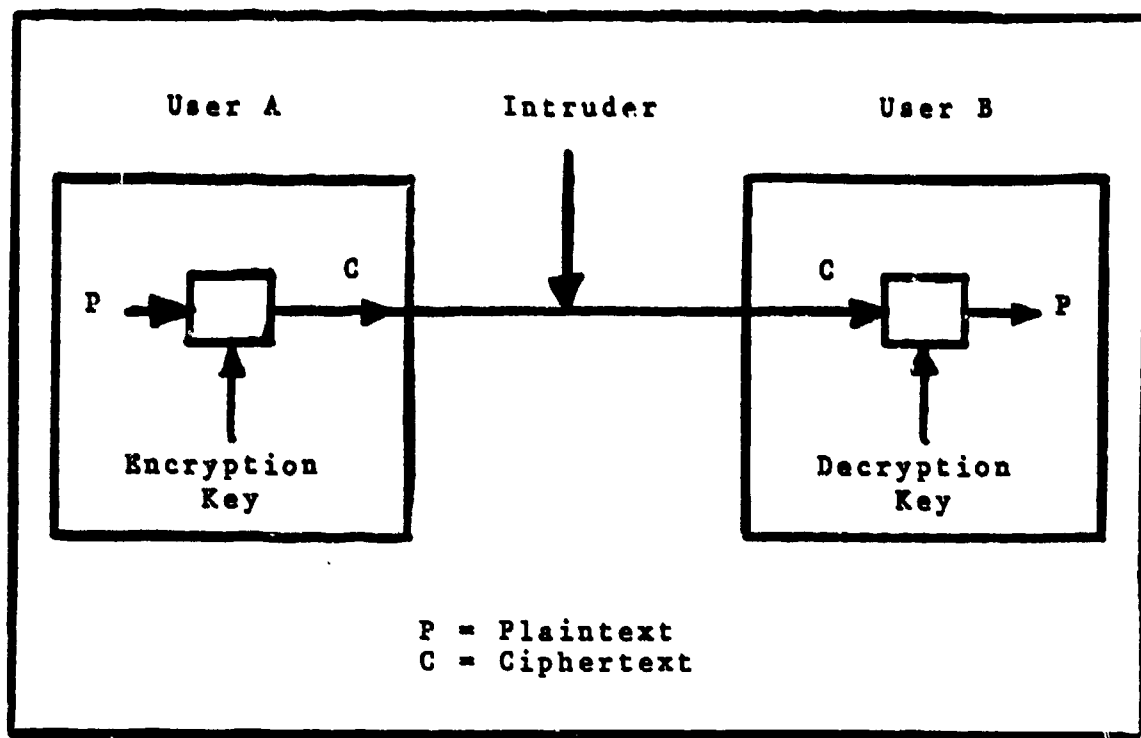 User A
Intruder
User B
C
C
P
P
Encryption
Key
Decryption
Key
P = Plaintext
C = Ciphertext